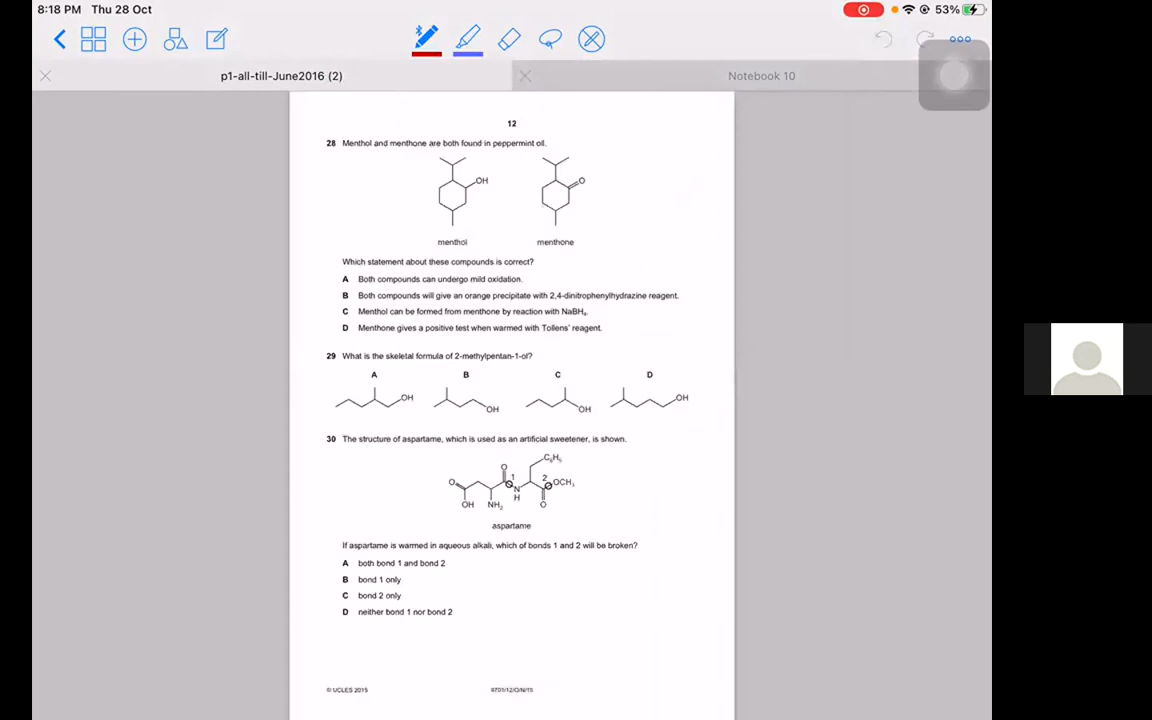 8:18 PM Thu 28 Oct
53%
p1-all-till-June2016 (2)
Notebook 10
12
28 Menthol and menthone are both found in peppermint oil.
OH
O
menthol
menthone
Which statement about these compounds is correct?
A Both compounds can undergo mild oxidation.
B Both compounds will give an orange precipitate with 2,4-dinitrophenylhydrazine reagent.
C Menthol can be formed from menthone by reaction with NaBH₄.
D Menthone gives a positive test when warmed with Tollens' reagent.
29 What is the skeletal formula of 2-methylpentan-1-ol?
A B C D
OH OH OH OH
30 The structure of aspartame, which is used as an artificial sweetener, is shown.
C₆H₅
O
O 1 2 OCH₃
N
H
OH NH₂ O
aspartame
If aspartame is warmed in aqueous alkali, which of bonds 1 and 2 will be broken?
A both bond 1 and bond 2
B bond 1 only
C bond 2 only
D neither bond 1 nor bond 2
© UCLES 2015
9701/12/O/N/15